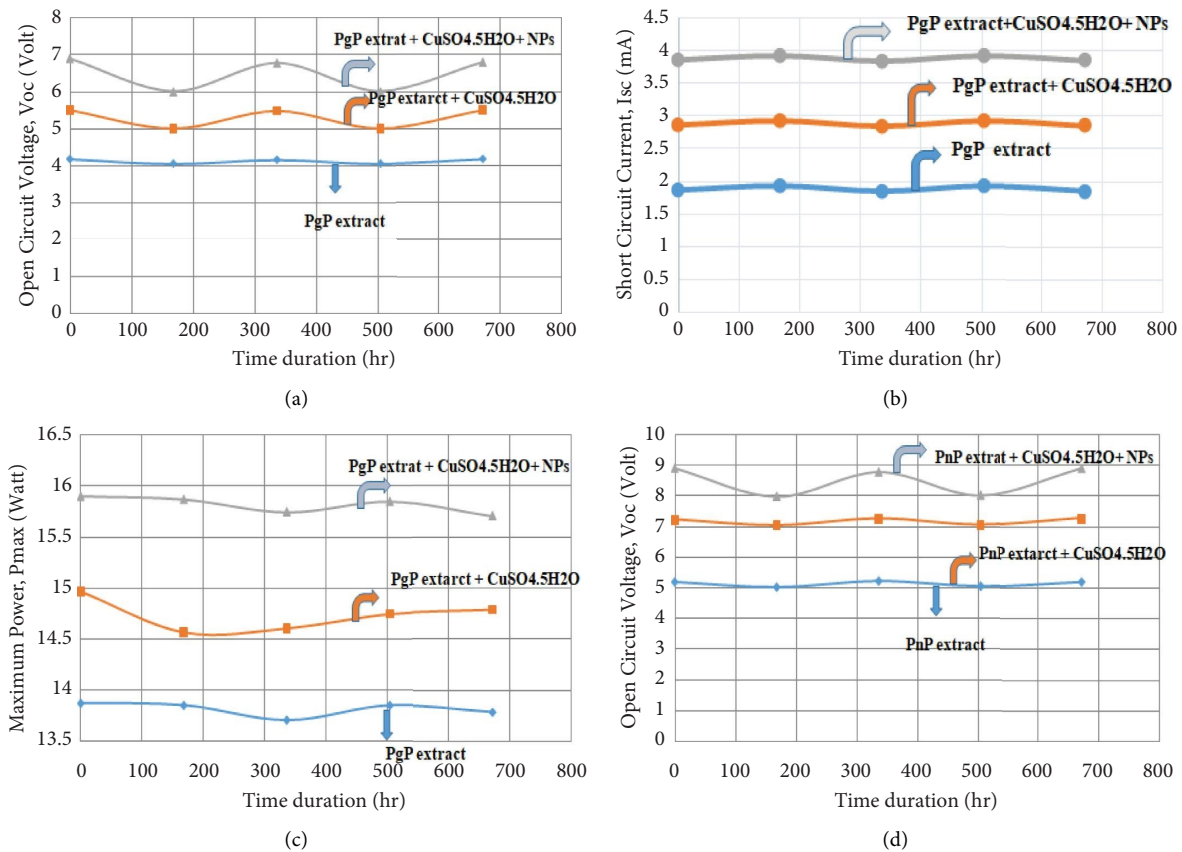 Open Circuit Voltage, Voc (Volt)
8
7
6
5
4
3
2
1
0
PgP extrat + CuSO4.5H2O+ NPs
PgP extarct + CuSO4.5H2O
PgP extract
0 100 200 300 400 500 600 700 800
Time duration (hr)
(a)
Short Circuit Current, Isc (mA)
4.5
4
3.5
3
2.5
2
1.5
1
0.5
0
PgP extract+CuSO4.5H2O+ NPs
PgP extract+ CuSO4.5H2O
PgP extract
0 100 200 300 400 500 600 700
Time duration (hr)
(b)
Maximum Power, Pmax (Watt)
16.5
16
15.5
15
14.5
14
13.5
PgP extrat + CuSO4.5H2O+ NPs
PgP extarct + CuSO4.5H2O
PgP extract
0 100 200 300 400 500 600 700 800
Time duration (hr)
(c)
Open Circuit Voltage, Voc (Volt)
10
9
8
7
6
5
4
3
2
1
0
PnP extrat + CuSO4.5H2O+ NPs
PnP extarct + CuSO4.5H2O
PnP extract
0 100 200 300 400 500 600 700 800
Time duration (hr)
(d)